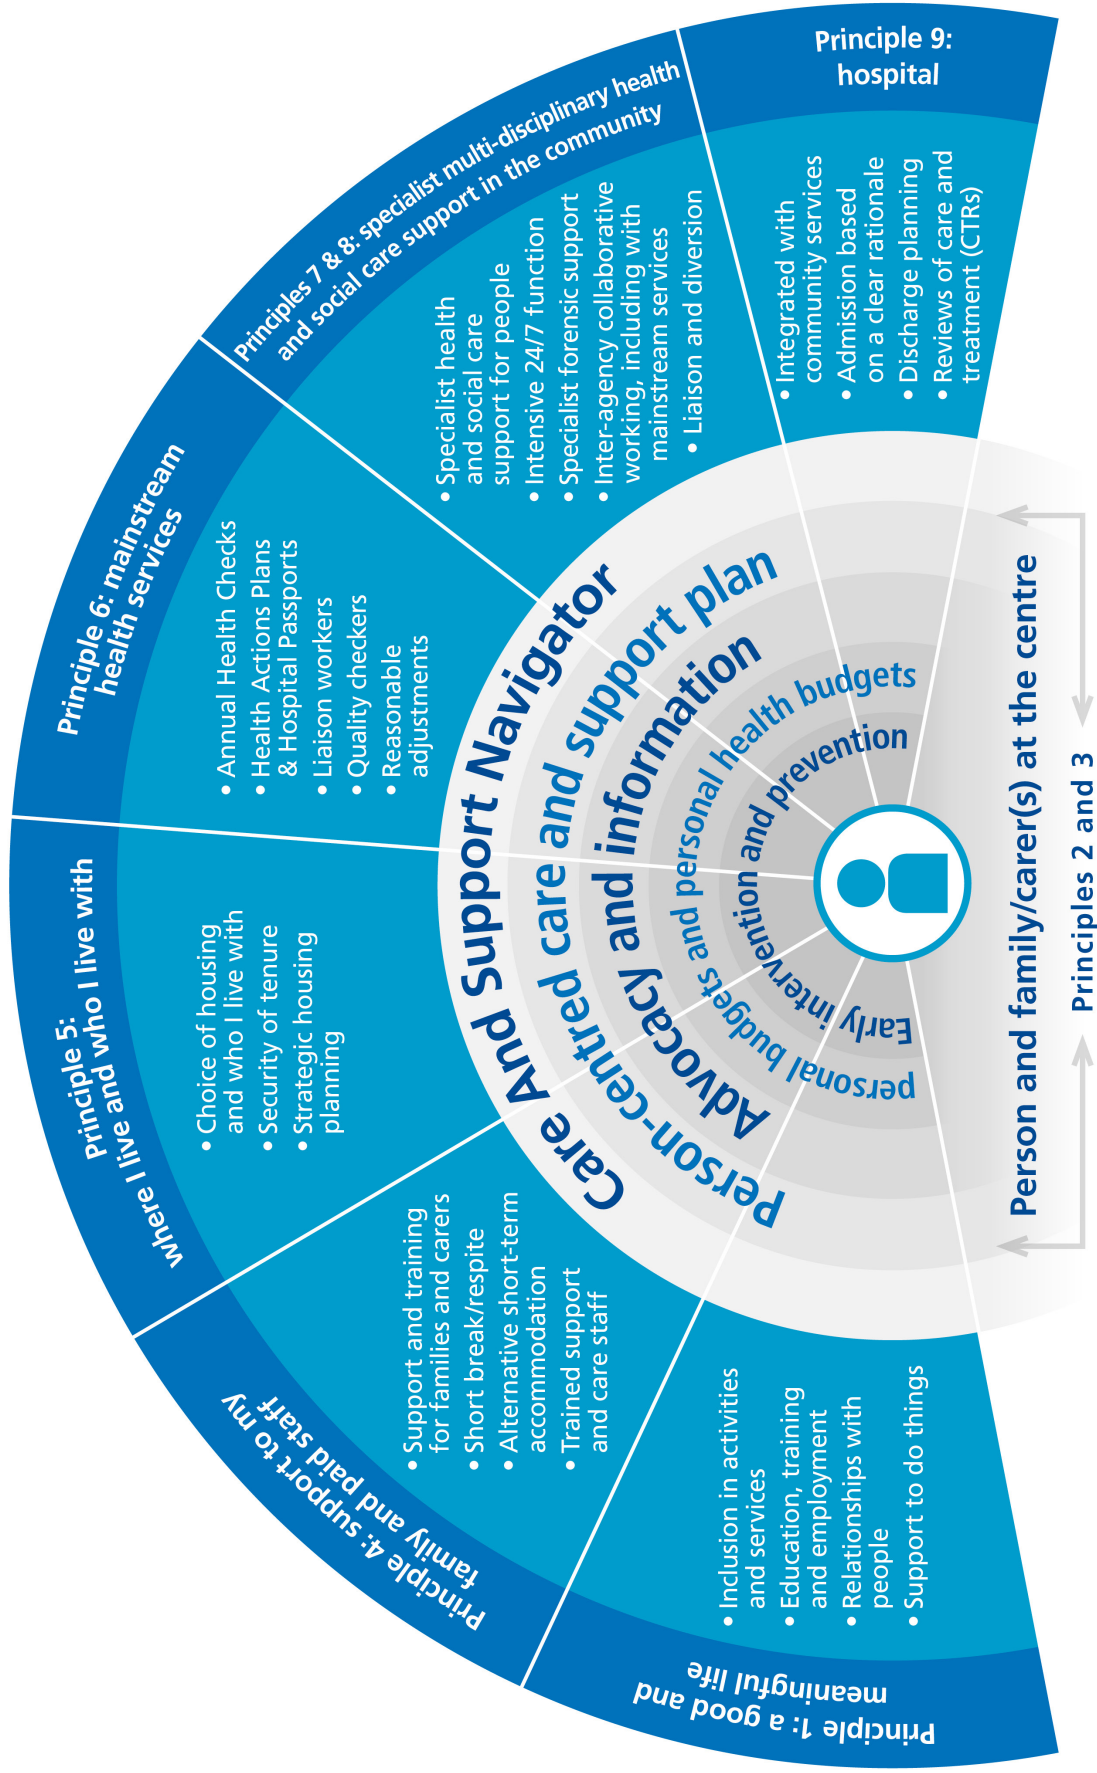 Principle 1: a good and
meaningful life
• Inclusion in activities
and services
• Education, training
and employment
• Relationships with
people
• Support to do things
Principle 4: support to my
family and paid staff
• Support and training
for families and carers
• Short break/respite
• Alternative short-term
accommodation
• Trained support
and care staff
Principle 5:
where I live and who I live with
• Choice of housing
and who I live with
• Security of tenure
• Strategic housing
planning
Principle 6: mainstream
health services
• Annual Health Checks
• Health Actions Plans
& Hospital Passports
• Liaison workers
• Quality checkers
• Reasonable
adjustments
Principles 7 & 8: specialist multi-disciplinary health
and social care support in the community
• Specialist health
and social care
support for people
• Intensive 24/7 function
• Specialist forensic support
• Inter-agency collaborative
working, including with
mainstream services
• Liaison and diversion
Principle 9:
hospital
• Integrated with
community services
• Admission based
on a clear rationale
• Discharge planning
• Reviews of care and
treatment (CTRs)
Care And Support Navigator
Person-centred care and support plan
Advocacy and information
personal budgets and personal health budgets
Early intervention and prevention
Person and family/carer(s) at the centre
Principles 2 and 3